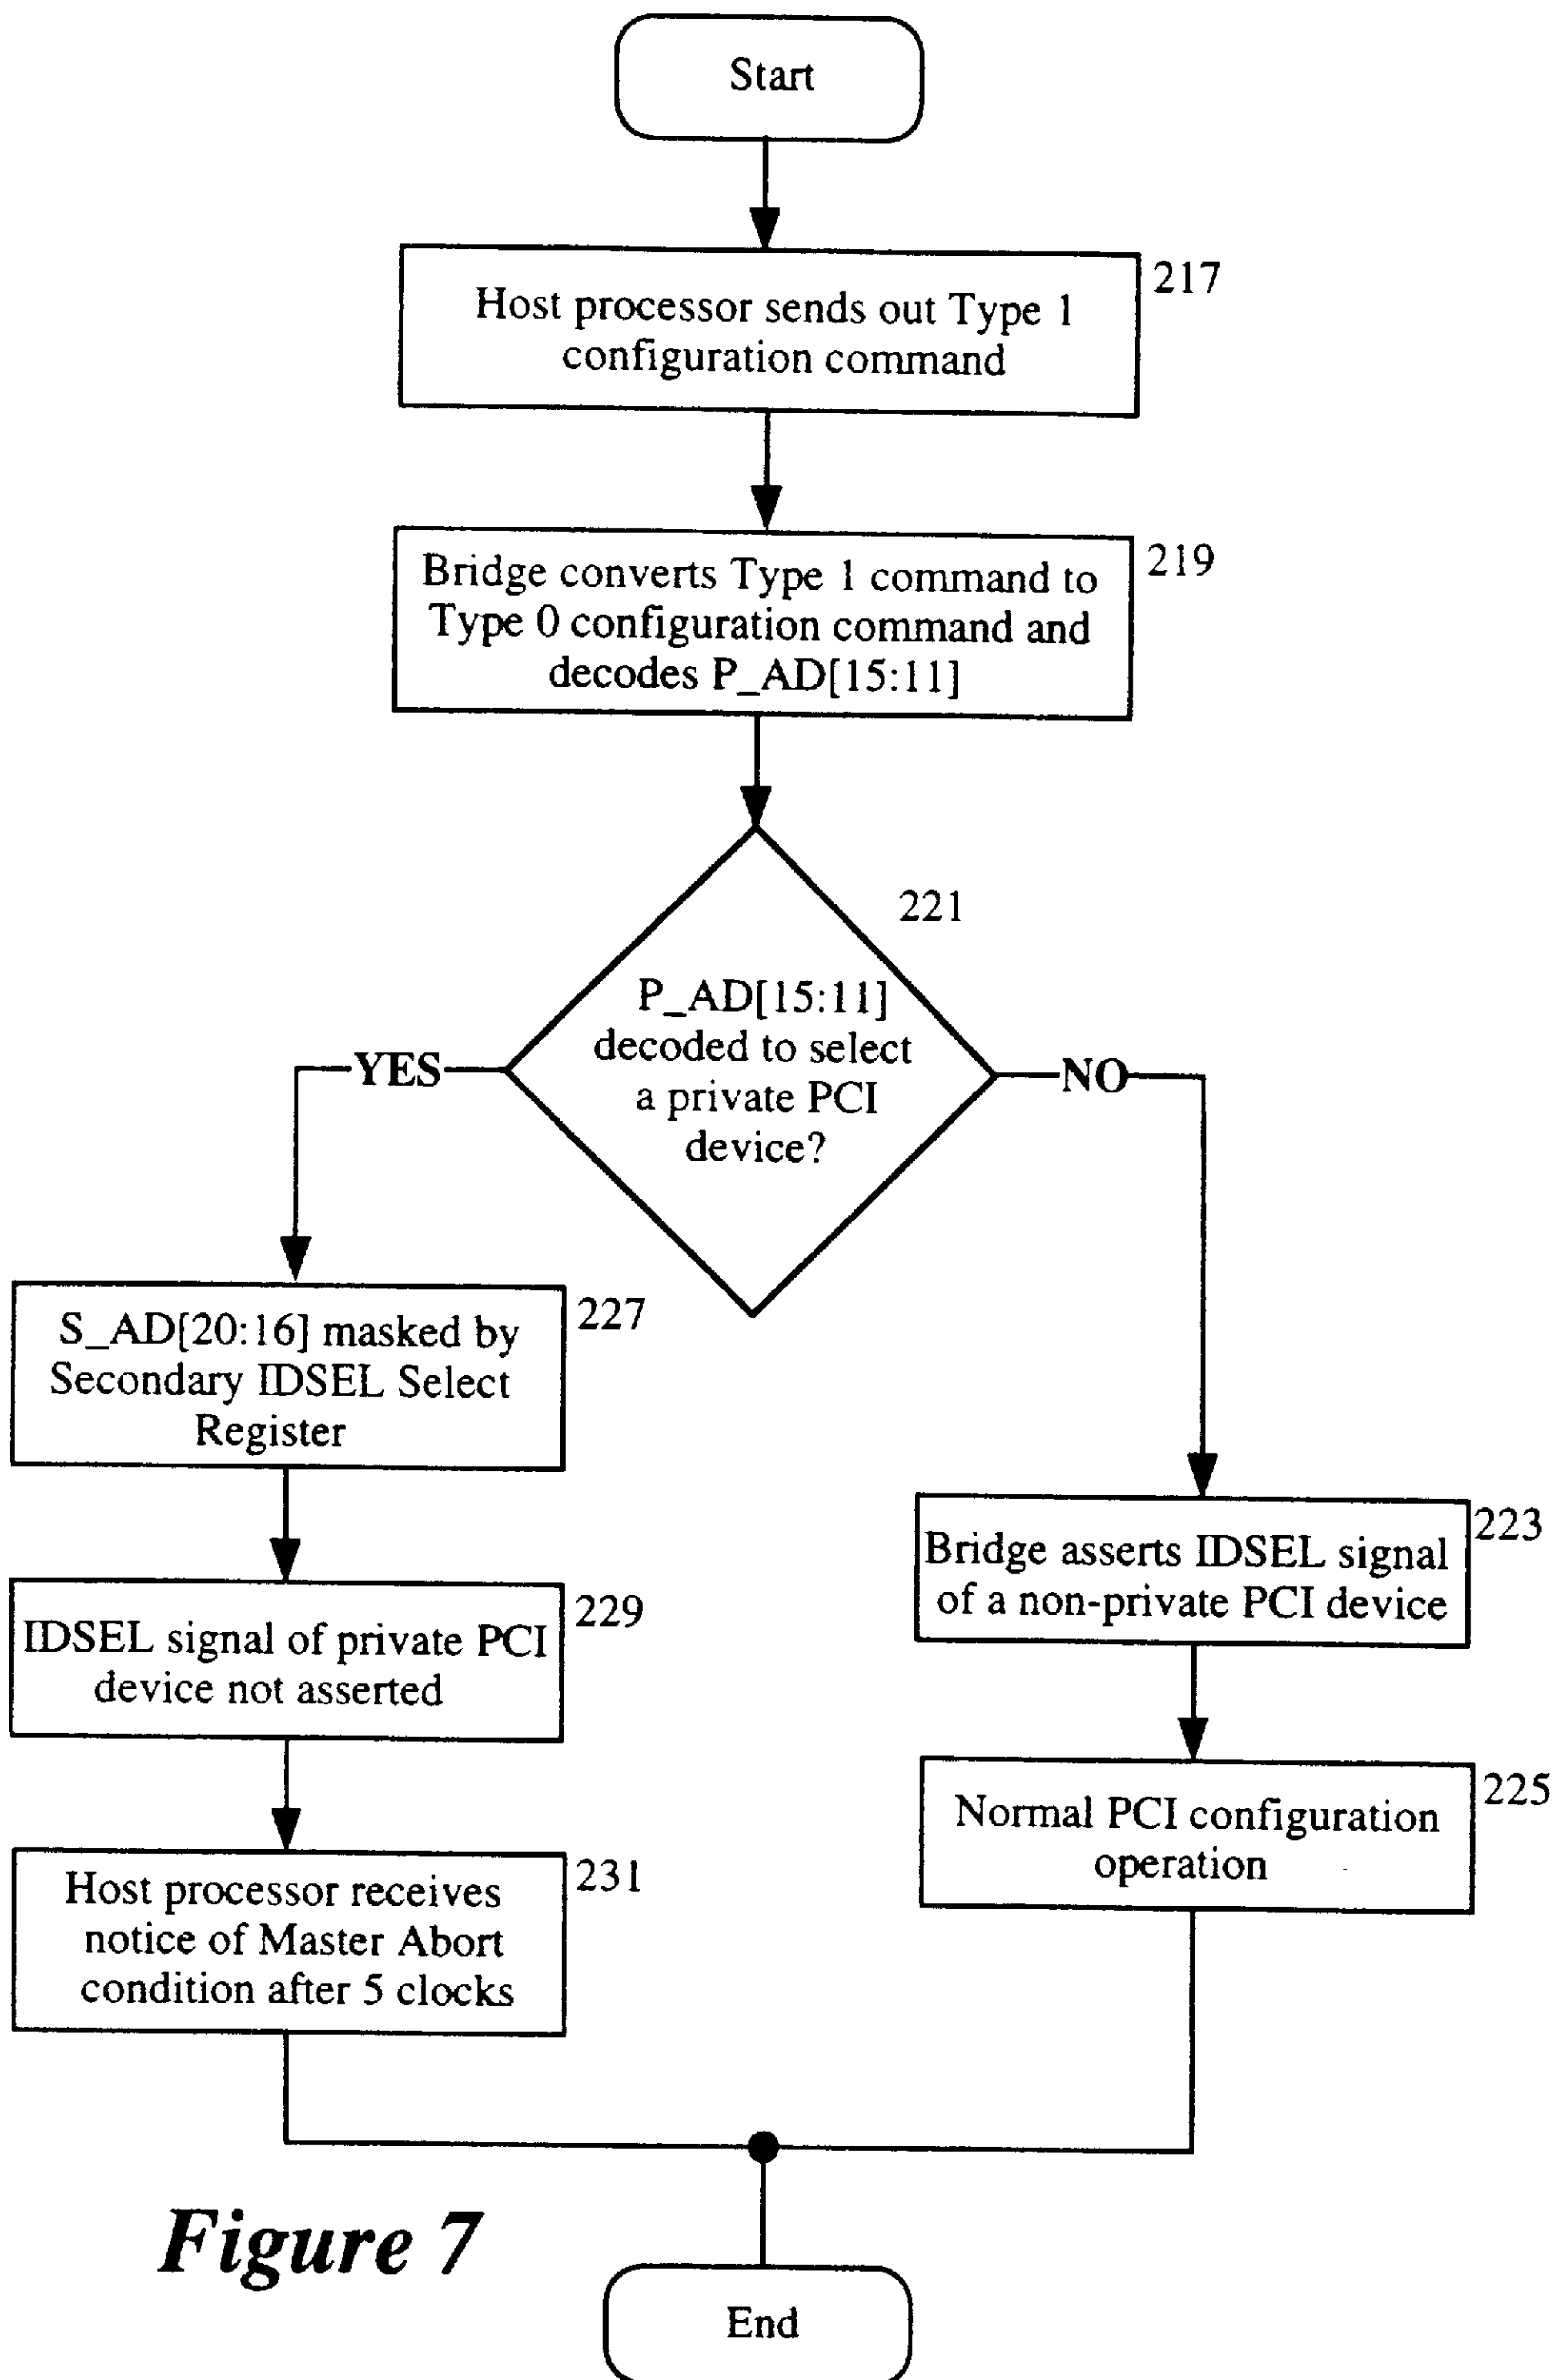 Start
217
Host processor sends out Type 1
configuration command
219
Bridge converts Type 1 command to
Type 0 configuration command and
decodes P_AD[15:11]
221
P_AD[15:11]
decoded to select
a private PCI
device?
YES
NO
227
S_AD[20:16] masked by
Secondary IDSEL Select
Register
229
IDSEL signal of private PCI
device not asserted
231
Host processor receives
notice of Master Abort
condition after 5 clocks
223
Bridge asserts IDSEL signal
of a non-private PCI device
225
Normal PCI configuration
operation
Figure 7
End